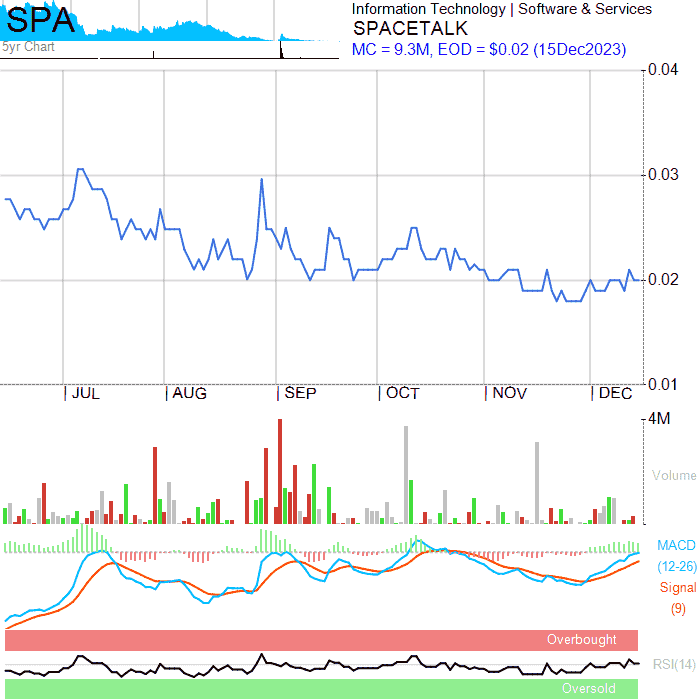 SPA
5yr Chart
Information Technology | Software & Services
SPACETALK
MC = 9.3M, EOD = $0.02 (15Dec2023)
0.04
0.03
0.02
0.01
| JUL | AUG | SEP | OCT | NOV | DEC
4M
Volume
MACD
(12-26)
Signal
(9)
Overbought
RSI(14)
Oversold